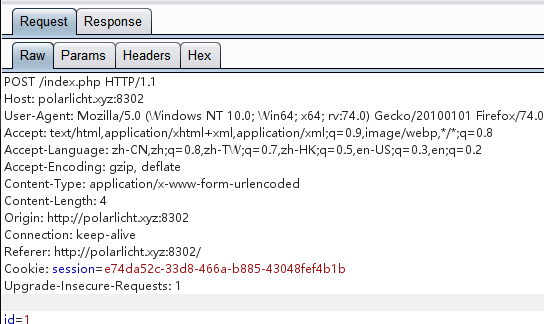 Request Response
Raw Params Headers Hex
POST /index.php HTTP/1.1
Host: polarlicht.xyz:8302
User-Agent: Mozilla/5.0 (Windows NT 10.0; Win64; x64; rv:74.0) Gecko/20100101 Firefox/74.0
Accept: text/html,application/xhtml+xml,application/xml;q=0.9,image/webp,*/*;q=0.8
Accept-Language: zh-CN,zh;q=0.8,zh-TW;q=0.7,zh-HK;q=0.5,en-US;q=0.3,en;q=0.2
Accept-Encoding: gzip, deflate
Content-Type: application/x-www-form-urlencoded
Content-Length: 4
Origin: http://polarlicht.xyz:8302
Connection: keep-alive
Referer: http://polarlicht.xyz:8302/
Cookie: session=e74da52c-33d8-466a-b885-43048fef4b1b
Upgrade-Insecure-Requests: 1
id=1